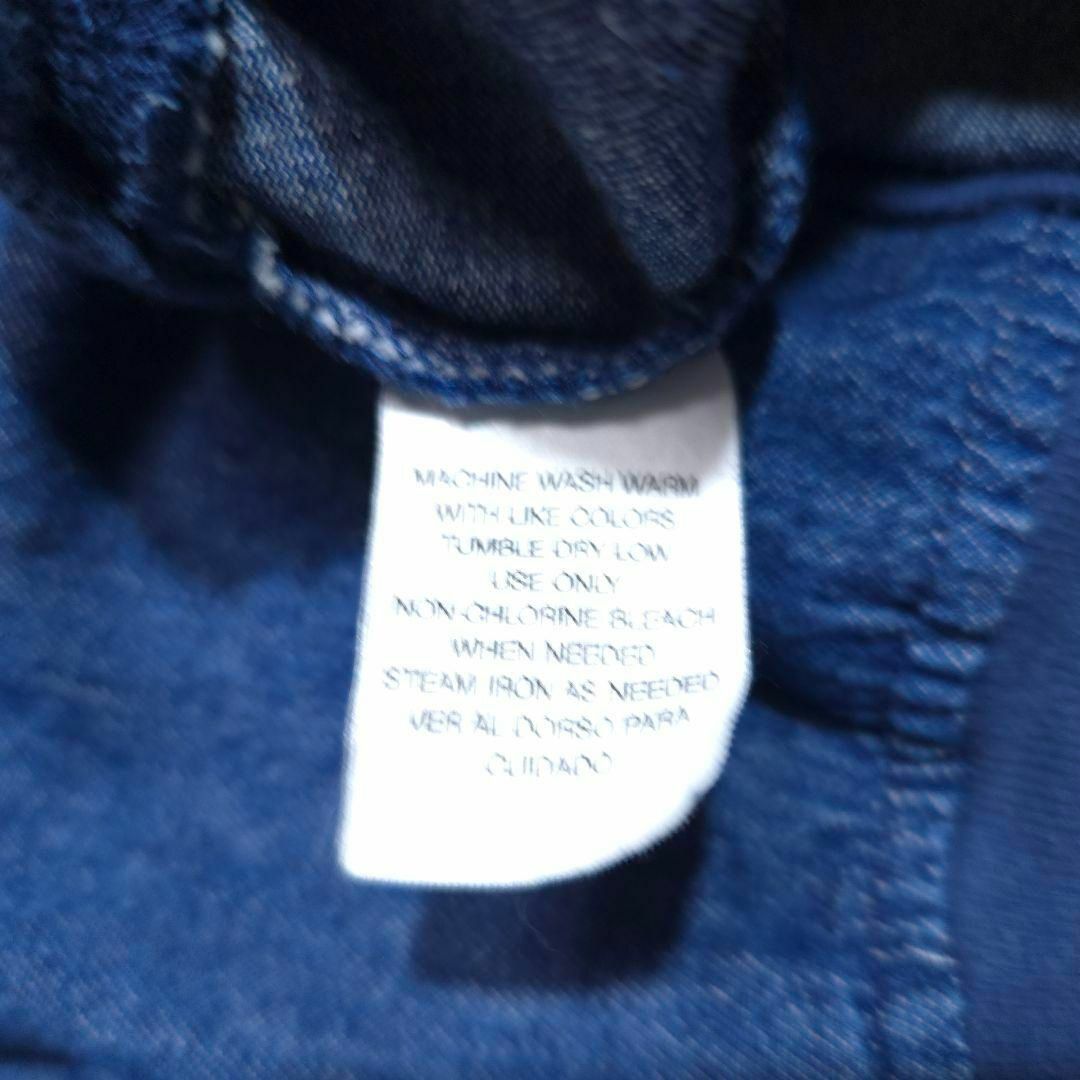 MACHINE WASH WARM
WITH LIKE COLORS
TUMBLE DRY LOW
USE ONLY
NON-CHLORINE BLEACH
WHEN NEEDED
STEAM IRON AS NEEDED
VER AL DORSO PARA
CUIDADO